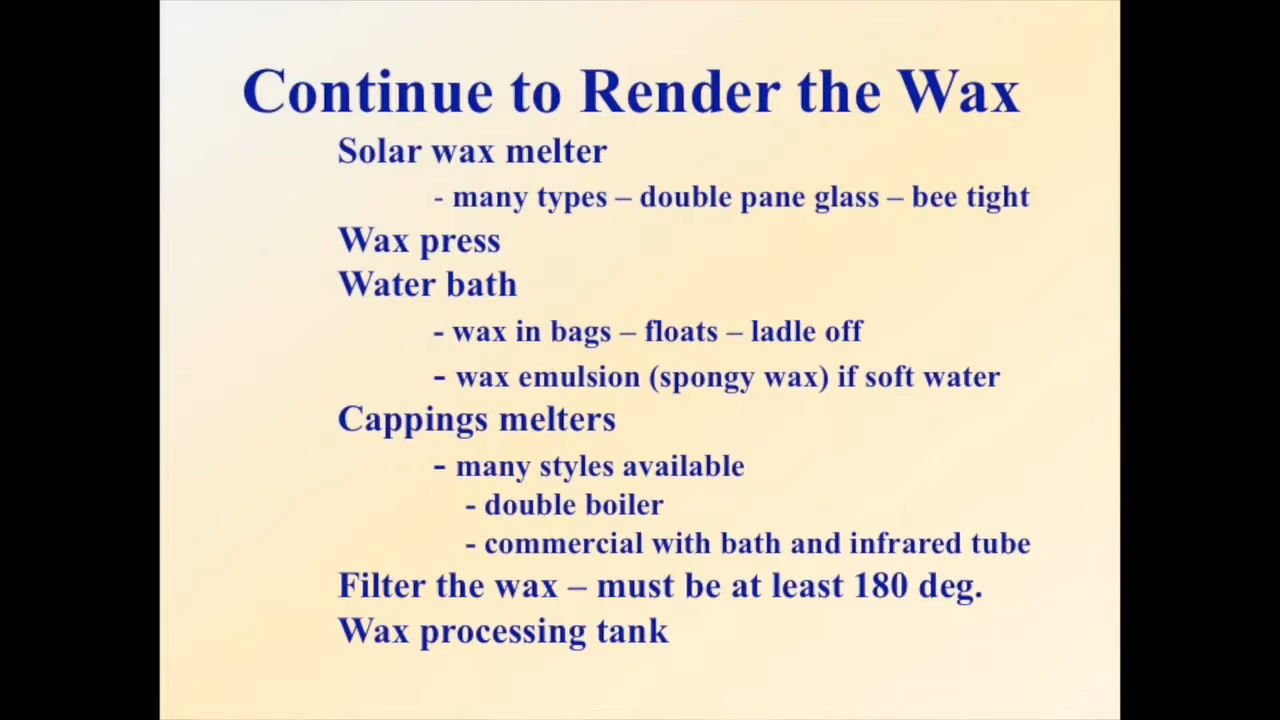 Continue to Render the Wax
Solar wax melter
- many types – double pane glass – bee tight
Wax press
Water bath
- wax in bags – floats – ladle off
- wax emulsion (spongy wax) if soft water
Cappings melters
- many styles available
- double boiler
- commercial with bath and infrared tube
Filter the wax – must be at least 180 deg.
Wax processing tank